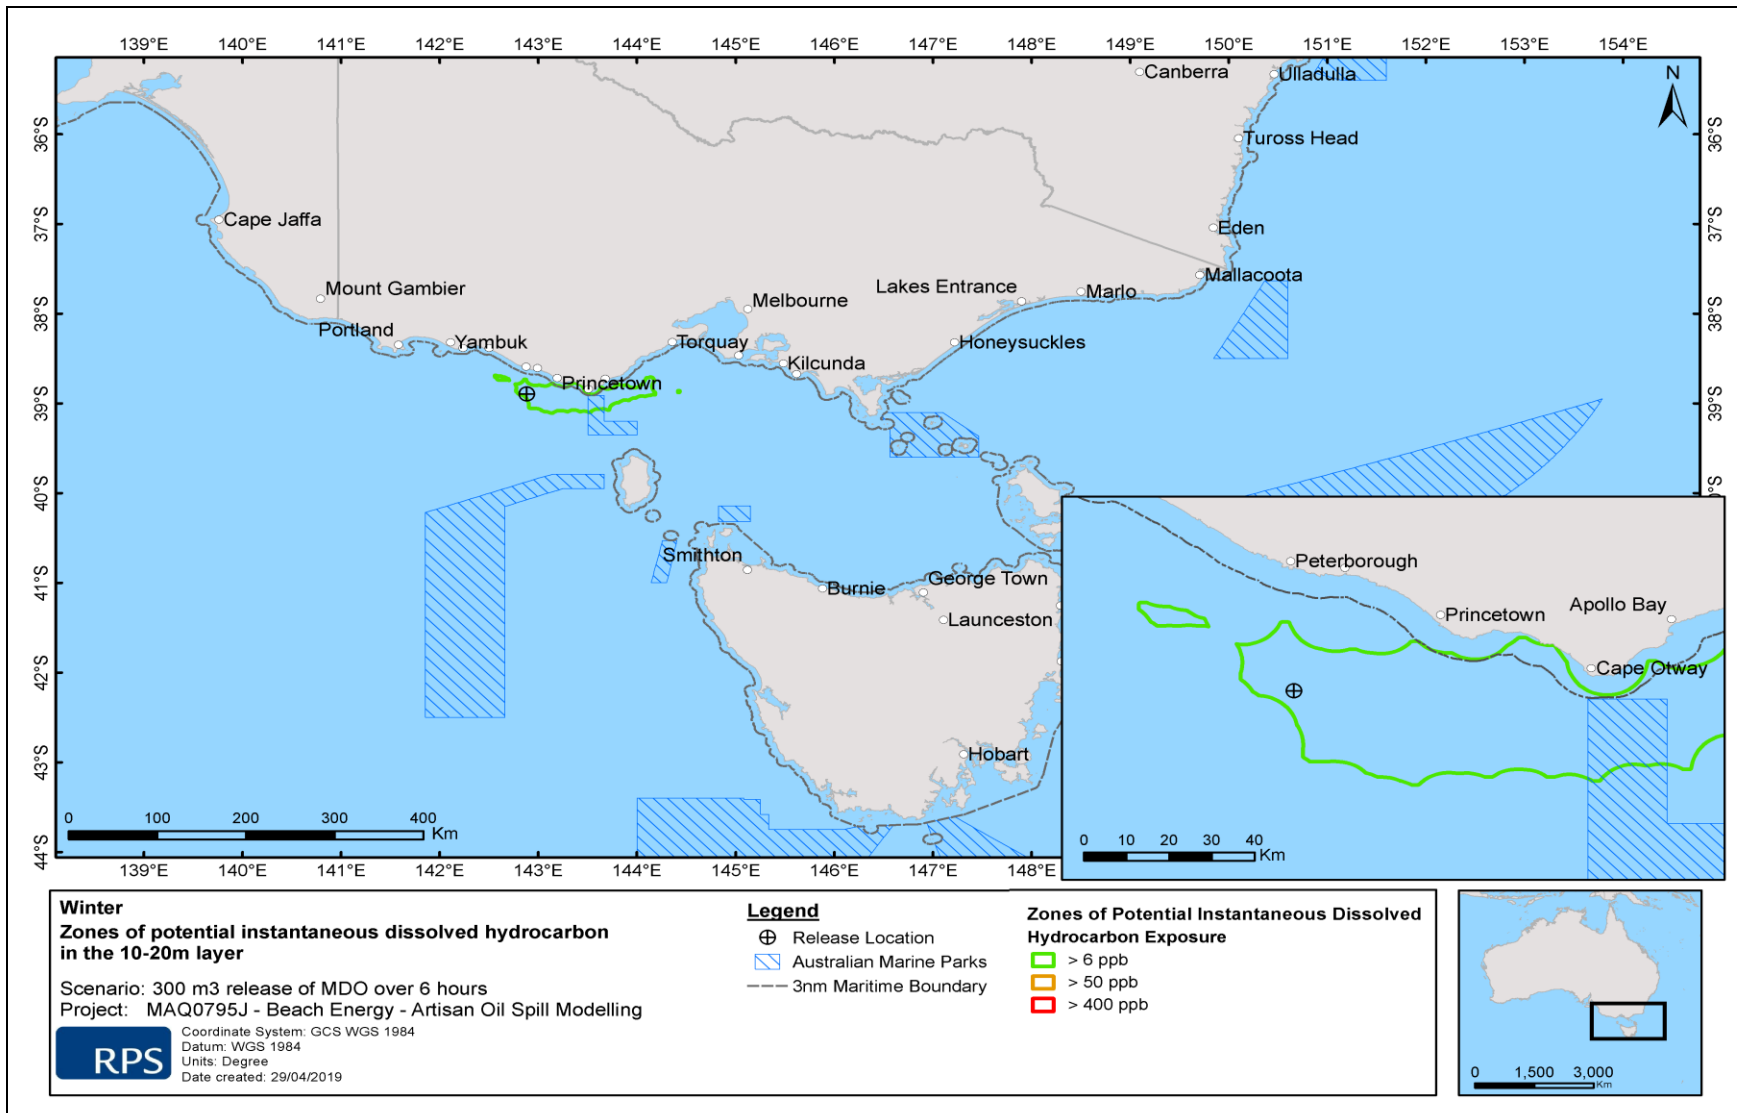 139°E 140°E 141°E 142°E 143°E 144°E 145°E 146°E 147°E 148°E 149°E 150°E 151°E 152°E 153°E 154°E
N
Canberra
Ulladulla
36°S
36°S
Tuross Head
Cape Jaffa
37°S
37°S
Eden
Mallacoota
Mount Gambier
Lakes Entrance
Marlo
Melbourne
38°S
38°S
Portland
Yambuk
Torquay
Honeysuckles
Kilcunda
Princetown
39°S
39°S
40°S
Smithton
41°S
Burnie
George Town
Launceston
42°S
43°S
Hobart
44°S
0 100 200 300 400
Km
139°E 140°E 141°E 142°E 143°E 144°E 145°E 146°E 147°E 148°E
Peterborough
Princetown
Apollo Bay
Cape Otway
0 10 20 30 40
Km
Winter
Zones of potential instantaneous dissolved hydrocarbon
in the 10-20m layer
Scenario: 300 m3 release of MDO over 6 hours
Project: MAQ0795J - Beach Energy - Artisan Oil Spill Modelling
RPS
Coordinate System: GCS WGS 1984
Datum: WGS 1984
Units: Degree
Date created: 29/04/2019
Legend
Release Location
Australian Marine Parks
3nm Maritime Boundary
Zones of Potential Instantaneous Dissolved
Hydrocarbon Exposure
> 6 ppb
> 50 ppb
> 400 ppb
0 1,500 3,000
Km